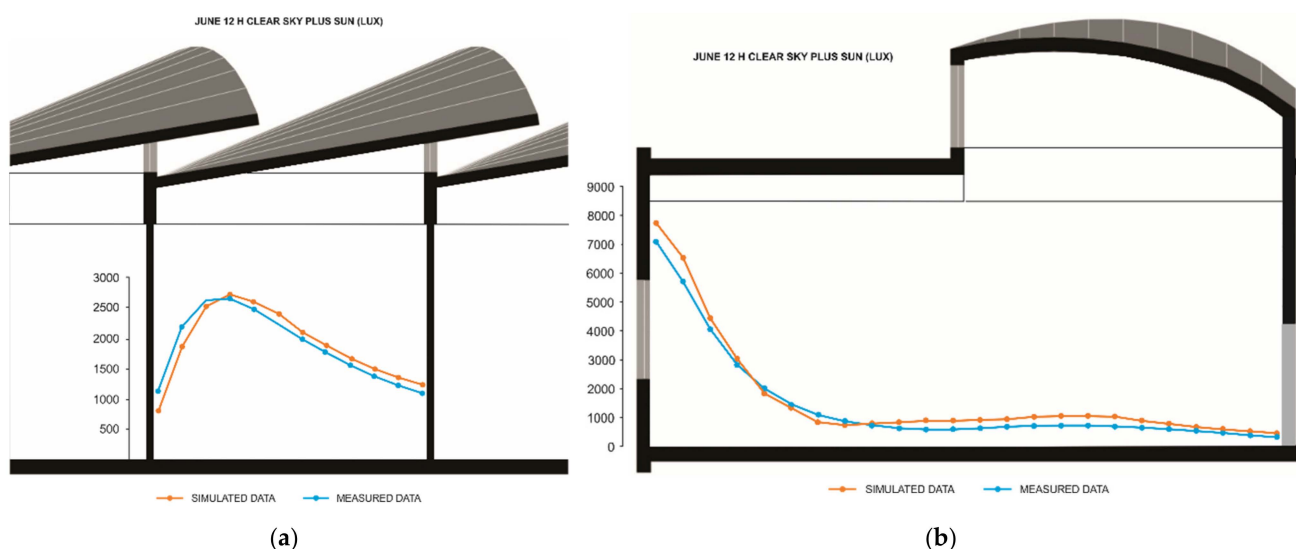 JUNE 12 H CLEAR SKY PLUS SUN (LUX)
3000
2500
2000
1500
1000
500
SIMULATED DATA
MEASURED DATA
(a)
JUNE 12 H CLEAR SKY PLUS SUN (LUX)
9000
8000
7000
6000
5000
4000
3000
2000
1000
0
SIMULATED DATA
MEASURED DATA
(b)